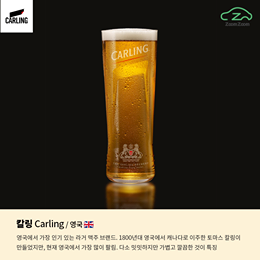 CARLING
Zoom Zoom
CARLING
칼링 Carling / 영국
영국에서 가장 인기 있는 라거 맥주 브랜드. 1800년대 영국에서 캐나다로 이주한 토마스 칼링이
만들었지만, 현재 영국에서 가장 많이 팔림. 다소 밋밋하지만 가볍고 깔끔한 것이 특징